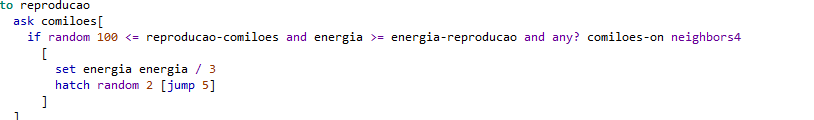 to reproducao
ask comiloes[
if random 100 <= reproducao-comiloes and energia >= energia-reproducao and any? comiloes-on neighbors4
[
set energia energia / 3
hatch random 2 [jump 5]
]
]